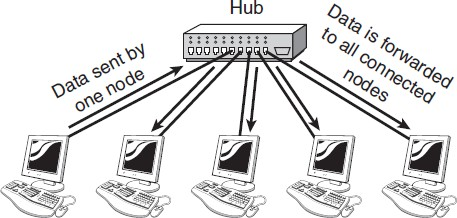 Hub
Data sent by
one node
Data is forwarded
to all connected
nodes